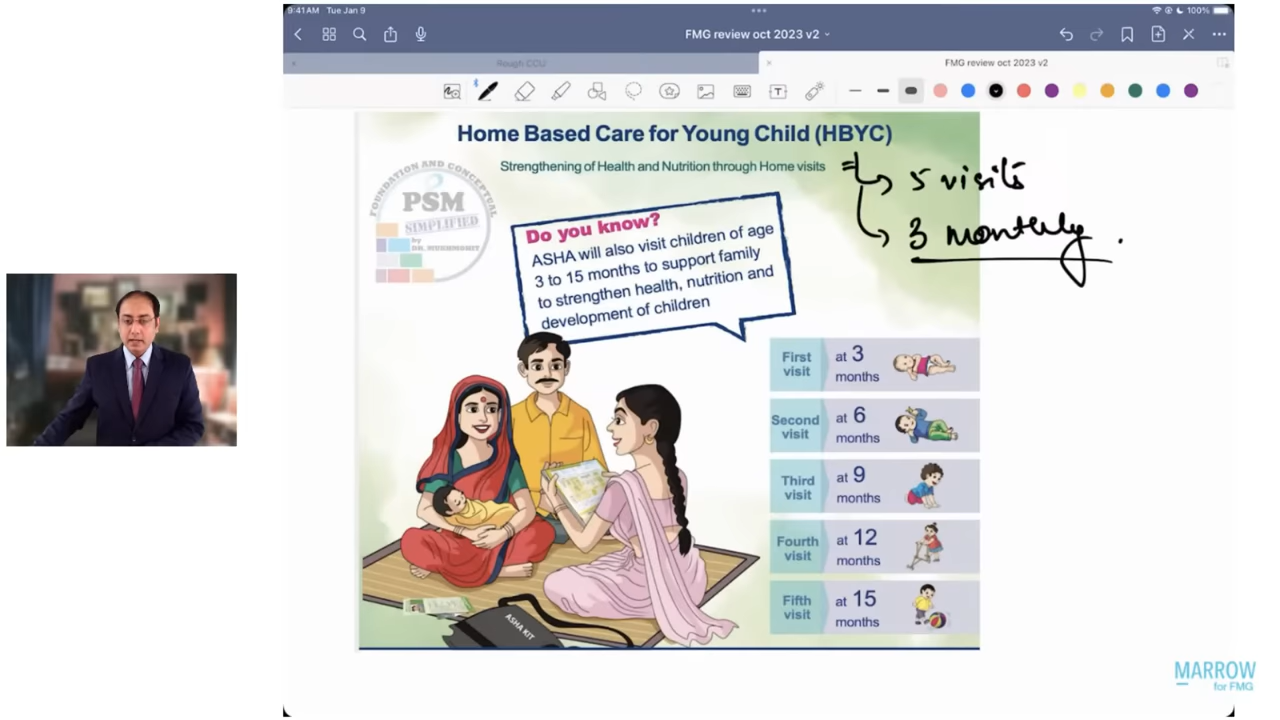 9:41 AM Tue Jan 9
100%
FMG review oct 2023 v2
Rough CCU
FMG review oct 2023 v2
T
Home Based Care for Young Child (HBYC)
Strengthening of Health and Nutrition through Home visits
5 visits
3 monthly
FOUNDATION AND CONCEPTUAL
PSM
SIMPLIFIED
by
Do you know?
ASHA will also visit children of age
3 to 15 months to support family
to strengthen health, nutrition and
development of children
First visit at 3 months
Second visit at 6 months
Third visit at 9 months
Fourth visit at 12 months
Fifth visit at 15 months
ASHA KIT
MARROW
for FMG